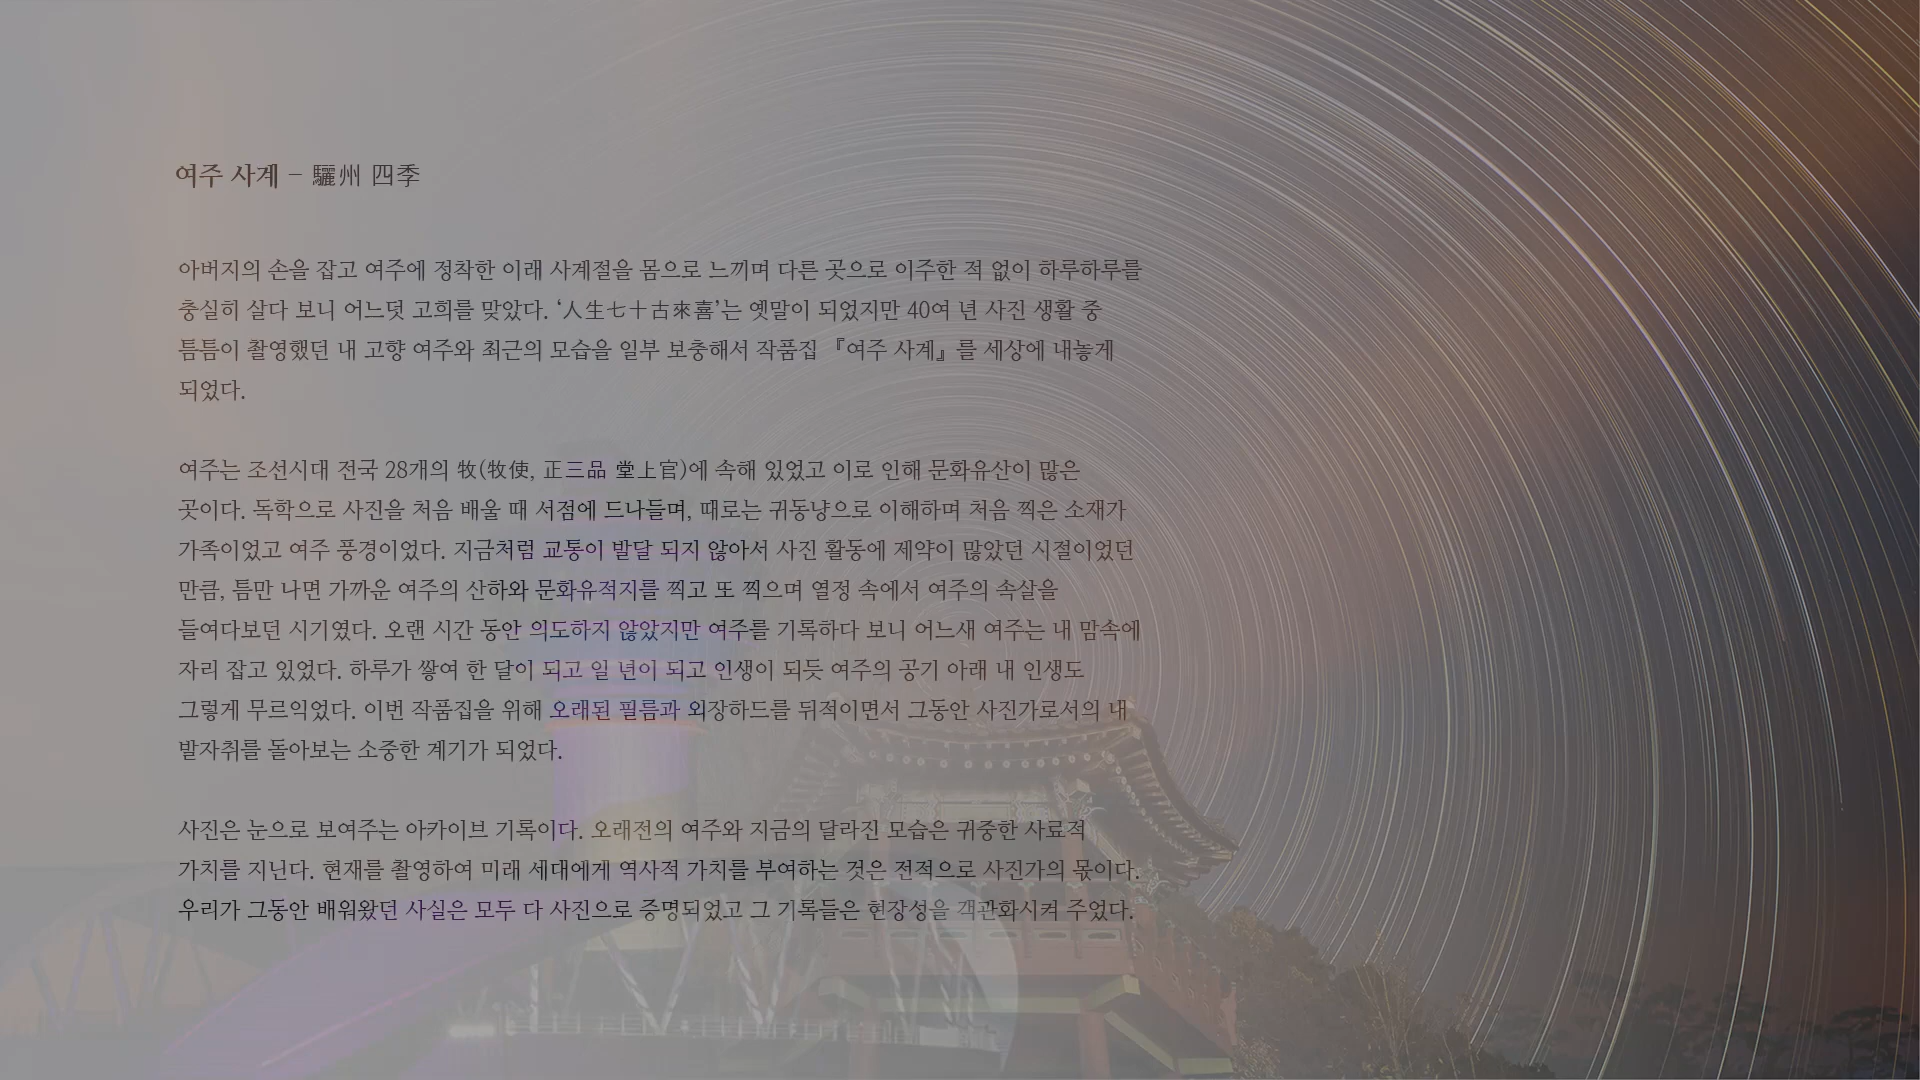 여주 사계 – 驪州 四季
아버지의 손을 잡고 여주에 정착한 이래 사계절을 몸으로 느끼며 다른 곳으로 이주한 적 없이 하루하루를
충실히 살다 보니 어느덧 고희를 맞았다. ‘人生七十古來喜’는 옛말이 되었지만 40여 년 사진 생활 중
틈틈이 촬영했던 내 고향 여주와 최근의 모습을 일부 보충해서 작품집 『여주 사계』를 세상에 내놓게
되었다.
여주는 조선시대 전국 28개의 牧(牧使, 正三品 堂上官)에 속해 있었고 이로 인해 문화유산이 많은
곳이다. 독학으로 사진을 처음 배울 때 서점에 드나들며, 때로는 귀동냥으로 이해하며 처음 찍은 소재가
가족이었고 여주 풍경이었다. 지금처럼 교통이 발달 되지 않아서 사진 활동에 제약이 많았던 시절이었던
만큼, 틈만 나면 가까운 여주의 산하와 문화유적지를 찍고 또 찍으며 열정 속에서 여주의 속살을
들여다보던 시기였다. 오랜 시간 동안 의도하지 않았지만 여주를 기록하다 보니 어느새 여주는 내 맘속에
자리 잡고 있었다. 하루가 쌓여 한 달이 되고 일 년이 되고 인생이 되듯 여주의 공기 아래 내 인생도
그렇게 무르익었다. 이번 작품집을 위해 오래된 필름과 외장하드를 뒤적이면서 그동안 사진가로서의 내
발자취를 돌아보는 소중한 계기가 되었다.
사진은 눈으로 보여주는 아카이브 기록이다. 오래전의 여주와 지금의 달라진 모습은 귀중한 사료적
가치를 지닌다. 현재를 촬영하여 미래 세대에게 역사적 가치를 부여하는 것은 전적으로 사진가의 몫이다.
우리가 그동안 배워왔던 사실은 모두 다 사진으로 증명되었고 그 기록들은 현장성을 객관화시켜 주었다.